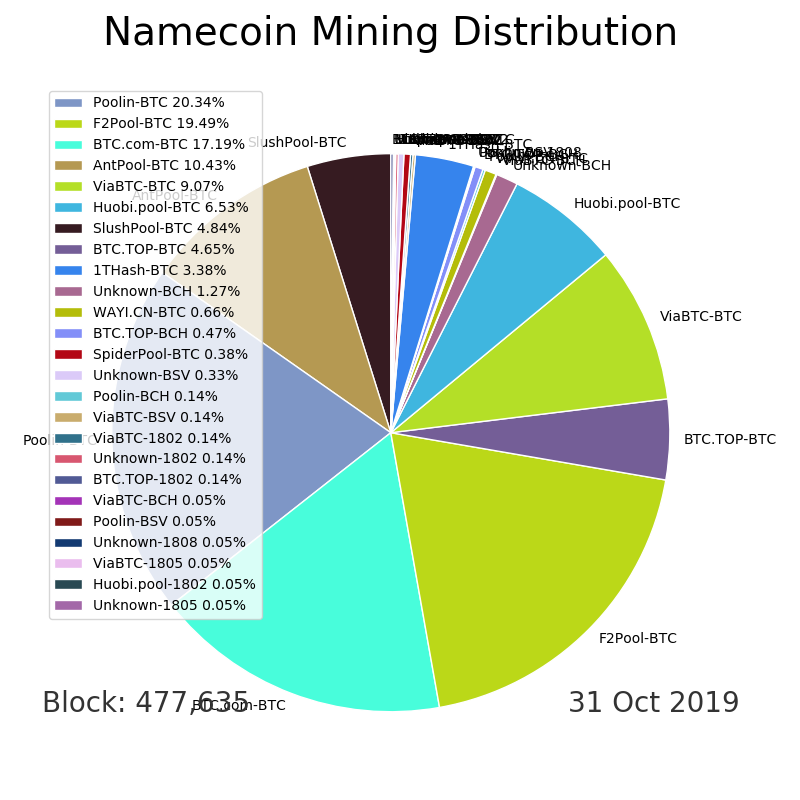 Namecoin Mining Distribution
Poolin-BTC 20.34%
F2Pool-BTC 19.49%
BTC.com-BTC 17.19%
AntPool-BTC 10.43%
ViaBTC-BTC 9.07%
Huobi.pool-BTC 6.53%
SlushPool-BTC 4.84%
BTC.TOP-BTC 4.65%
1THash-BTC 3.38%
Unknown-BCH 1.27%
WAYI.CN-BTC 0.66%
BTC.TOP-BCH 0.47%
SpiderPool-BTC 0.38%
Unknown-BSV 0.33%
Poolin-BCH 0.14%
ViaBTC-BSV 0.14%
ViaBTC-1802 0.14%
Unknown-1802 0.14%
BTC.TOP-1802 0.14%
ViaBTC-BCH 0.05%
Poolin-BSV 0.05%
Unknown-1808 0.05%
ViaBTC-1805 0.05%
Huobi.pool-1802 0.05%
Unknown-1805 0.05%
SlushPool-BTC
AntPool-BTC
Poolin-BTC
BTC.com-BTC
1THash-BTC
Unknown-BCH
Huobi.pool-BTC
ViaBTC-BTC
BTC.TOP-BTC
F2Pool-BTC
Block: 477,635
31 Oct 2019